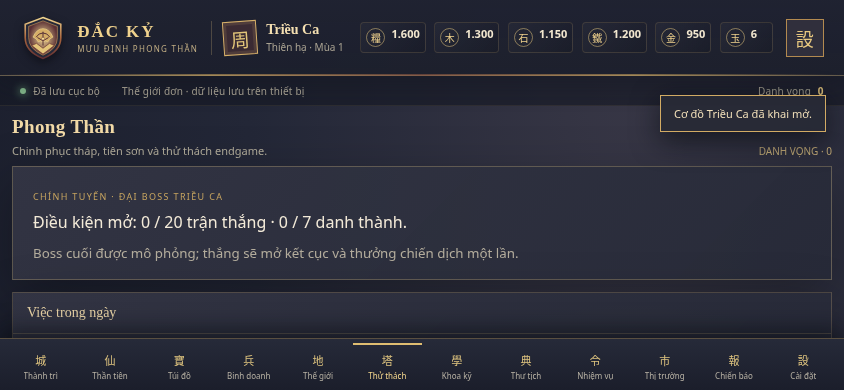 ĐẮC KỶ
MƯU ĐỊNH PHONG THẦN
周
Triều Ca
Thiên hạ · Mùa 1
糧 1.600
木 1.300
石 1.150
鐵 1.200
金 950
玉 6
設
Đã lưu cục bộ
Thế giới đơn · dữ liệu lưu trên thiết bị
Danh vọng 0
Cơ đồ Triều Ca đã khai mở.
Phong Thần
Chinh phục tháp, tiên sơn và thử thách endgame.
DANH VỌNG · 0
CHÍNH TUYẾN · ĐẠI BOSS TRIỀU CA
Điều kiện mở: 0 / 20 trận thắng · 0 / 7 danh thành.
Boss cuối được mô phỏng; thắng sẽ mở kết cục và thưởng chiến dịch một lần.
Việc trong ngày
城 仙 寶 兵 地 塔 學 典 令 市 報 設
Thành trì Thần tiên Túi đồ Binh doanh Thế giới Thử thách Khoa kỹ Thư tịch Nhiệm vụ Thị trường Chiến báo Cài đặt